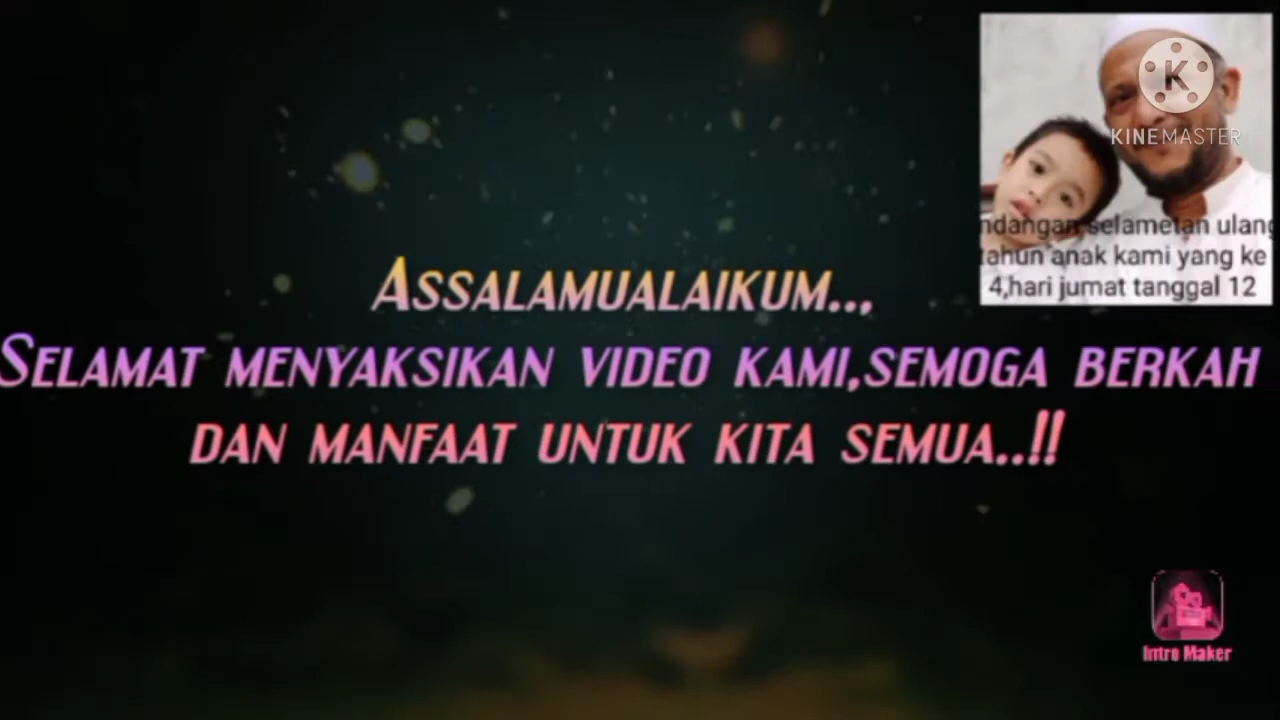 KINEMASTER
ndangan selametan ulang
tahun anak kami yang ke
4,hari jumat tanggal 12
Assalamualaikum..,
Selamat menyaksikan video kami,semoga berkah
dan manfaat untuk kita semua..!!
Intro Maker